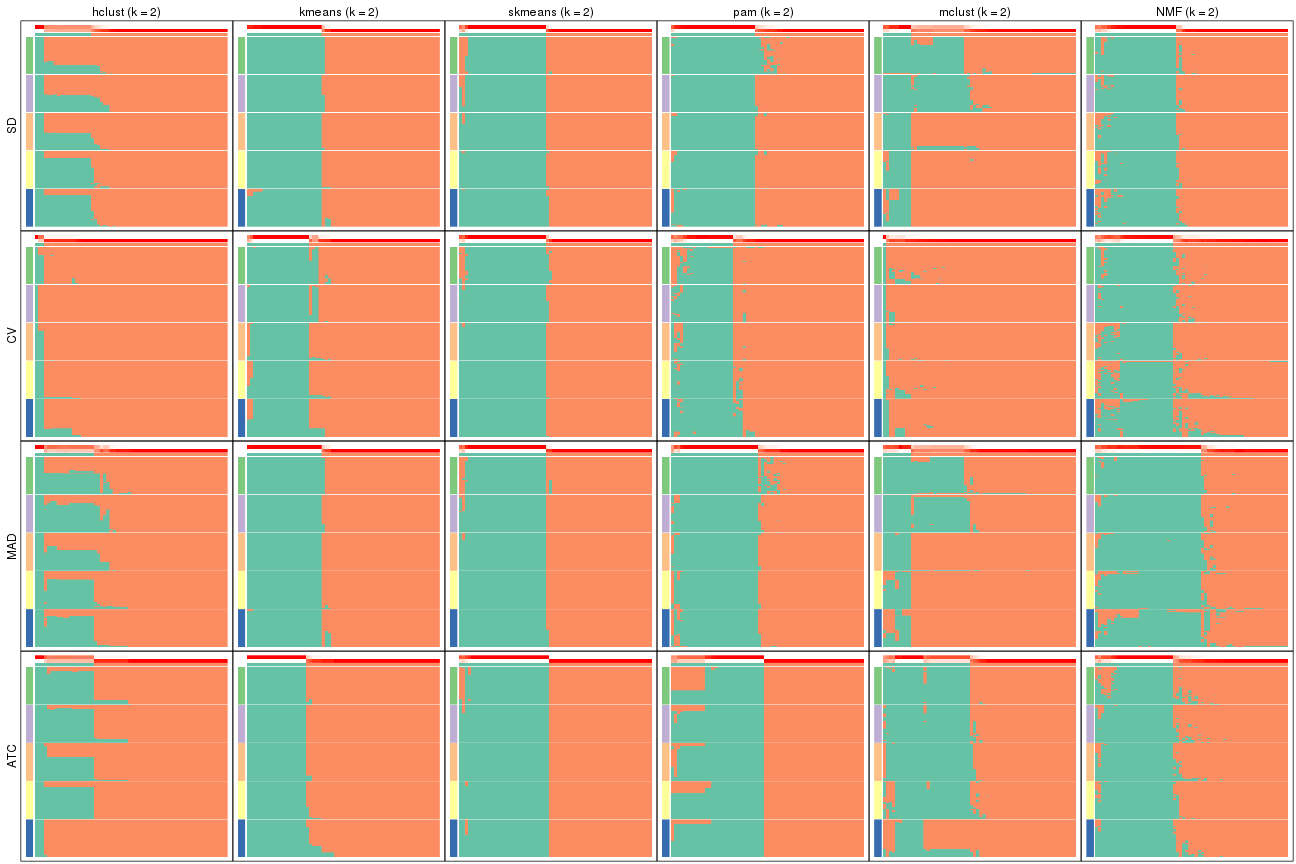 hclust (k = 2) kmeans (k = 2) skmeans (k = 2) pam (k = 2) mclust (k = 2) NMF (k = 2)
SD
CV
MAD
ATC